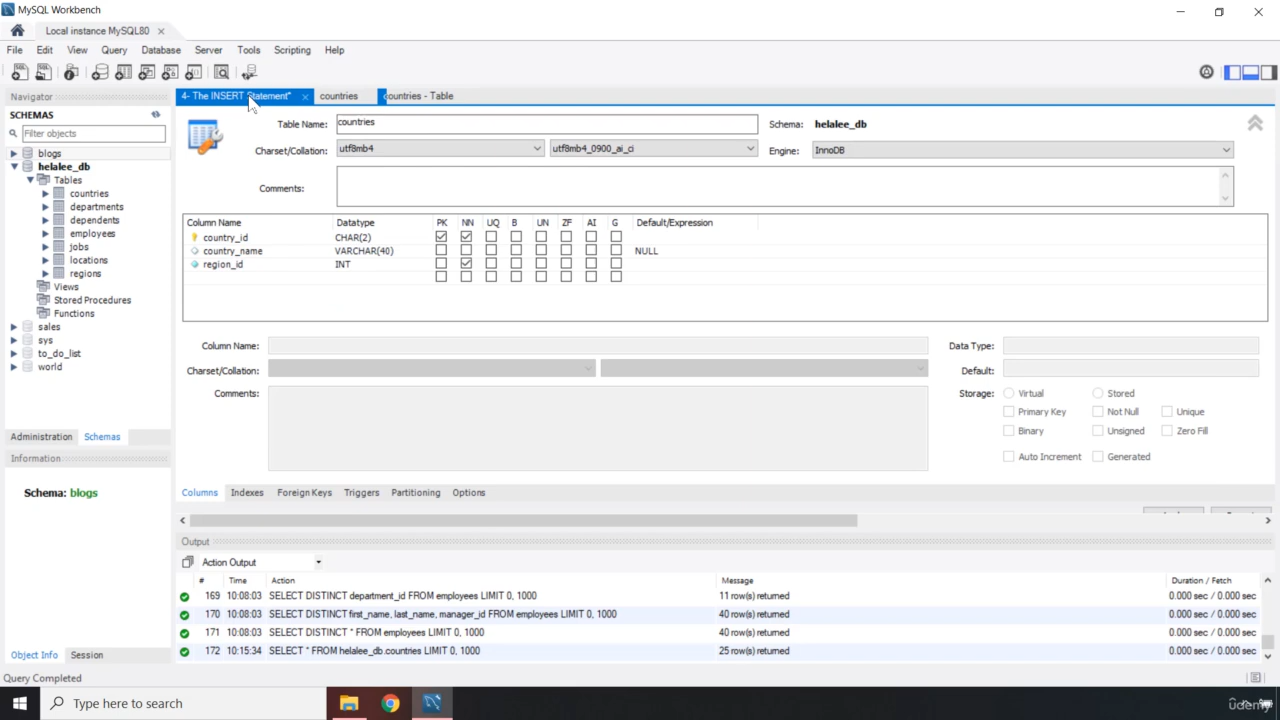 MySQL Workbench
Local instance MySQL80
File Edit View Query Database Server Tools Scripting Help
Navigator
SCHEMAS
Filter objects
blogs
helalee_db
Tables
countries
departments
dependents
employees
jobs
locations
regions
Views
Stored Procedures
Functions
sales
sys
to_do_list
world
Administration Schemas
Information
Schema: blogs
Object Info Session
4- The INSERT Statement* countries countries - Table
Table Name: countries Schema: helalee_db
Charset/Collation: utf8mb4 utf8mb4_0900_ai_ci Engine: InnoDB
Comments:
Column Name Datatype PK NN UQ B UN ZF AI G Default/Expression
country_id CHAR(2)
country_name VARCHAR(40) NULL
region_id INT
Column Name: Data Type:
Charset/Collation: Default:
Comments: Storage: Virtual Stored
Primary Key Not Null Unique
Binary Unsigned Zero Fill
Auto Increment Generated
Columns Indexes Foreign Keys Triggers Partitioning Options
Output
Action Output
# Time Action Message Duration / Fetch
169 10:08:03 SELECT DISTINCT department_id FROM employees LIMIT 0, 1000 11 row(s) returned 0.000 sec / 0.000 sec
170 10:08:03 SELECT DISTINCT first_name, last_name, manager_id FROM employees LIMIT 0, 1000 40 row(s) returned 0.000 sec / 0.000 sec
171 10:08:03 SELECT DISTINCT * FROM employees LIMIT 0, 1000 40 row(s) returned 0.000 sec / 0.000 sec
172 10:15:34 SELECT * FROM helalee_db.countries LIMIT 0, 1000 25 row(s) returned 0.000 sec / 0.000 sec
Query Completed
Type here to search
udemy